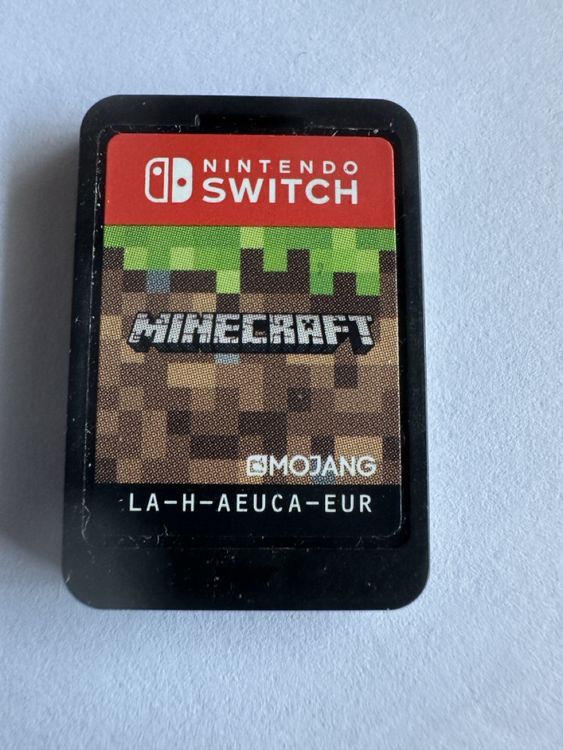 NINTENDO
SWITCH
MINECRAFT
MOJANG
LA-H-AEUCA-EUR